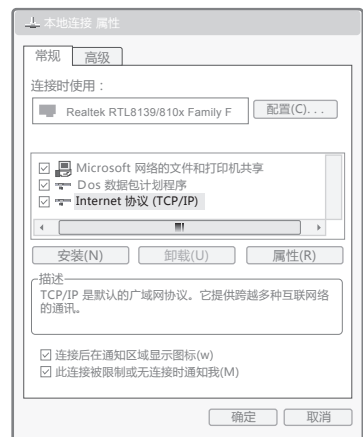 本地连接 属性
常规 高级
连接时使用：
Realtek RTL8139/810x Family F 配置(C)...
Microsoft 网络的文件和打印机共享
Dos 数据包计划程序
Internet 协议 (TCP/IP)
安装(N) 卸载(U) 属性(R)
描述
TCP/IP 是默认的广域网协议。它提供跨越多种互联网络
的通讯。
连接后在通知区域显示图标(w)
此连接被限制或无连接时通知我(M)
确定 取消